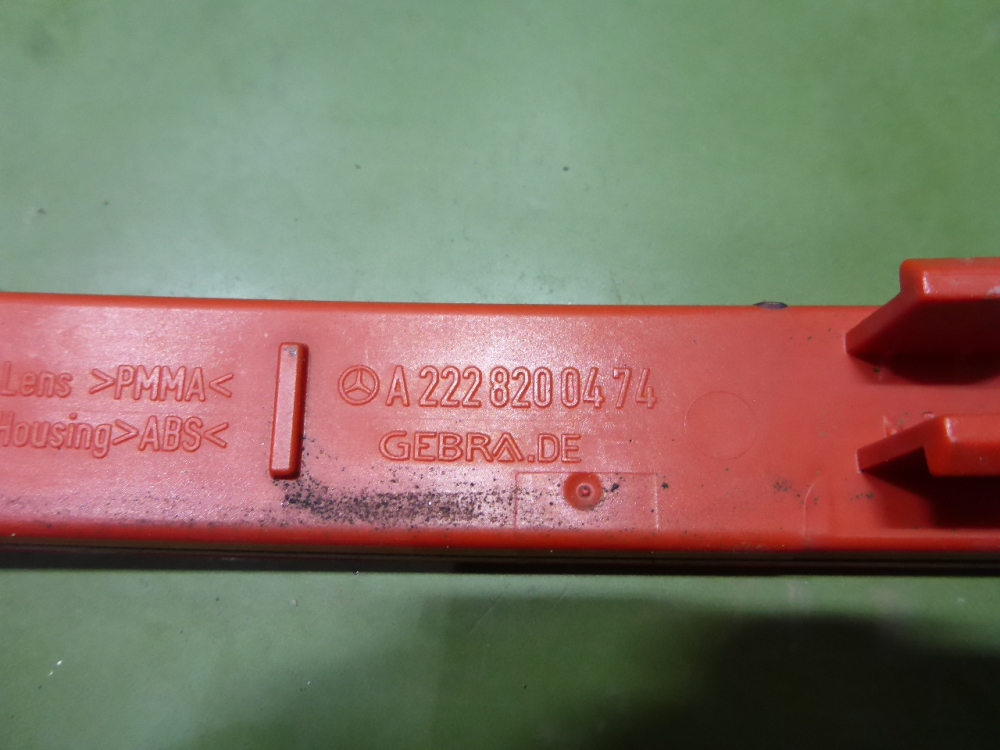 Lens >PMMA<
Housing>ABS<
A 222 820 04 74
GEBRA.DE